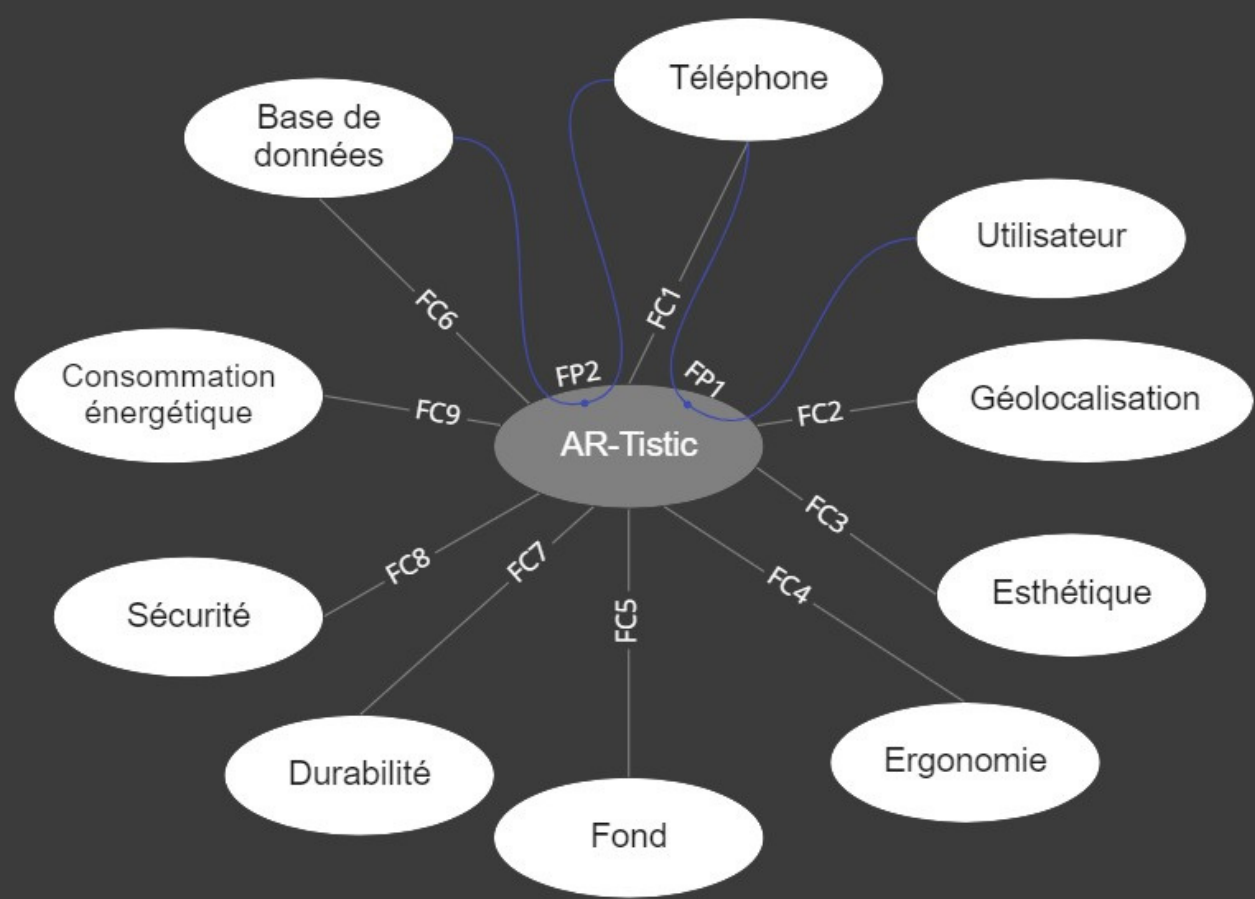 Téléphone
Base de
données
Utilisateur
FC1
FC6
FP2
FP1
Consommation
énergétique
FC9
FC2
Géolocalisation
AR-Tistic
FC3
FC8
FC7
FC5
FC4
Esthétique
Sécurité
Durabilité
Fond
Ergonomie